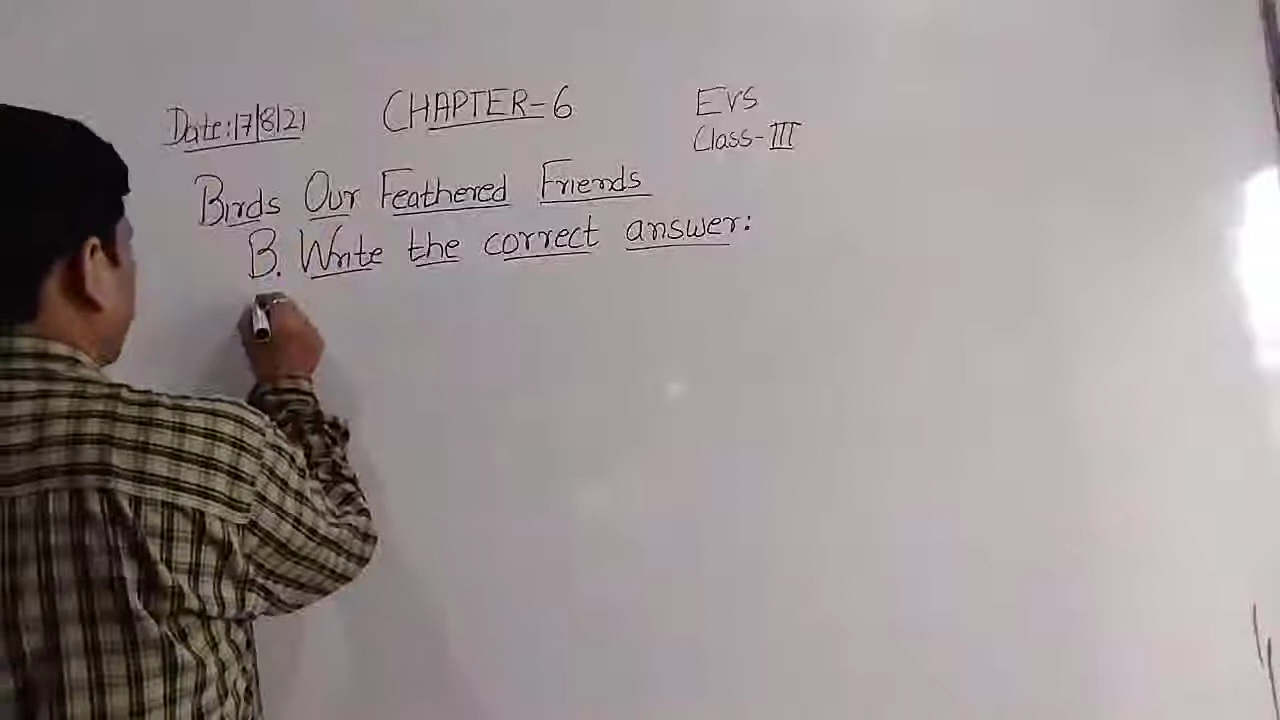 Date:17/8/21 CHAPTER-6 EVS
Class-III
Birds Our Feathered Friends
B. Write the correct answer: